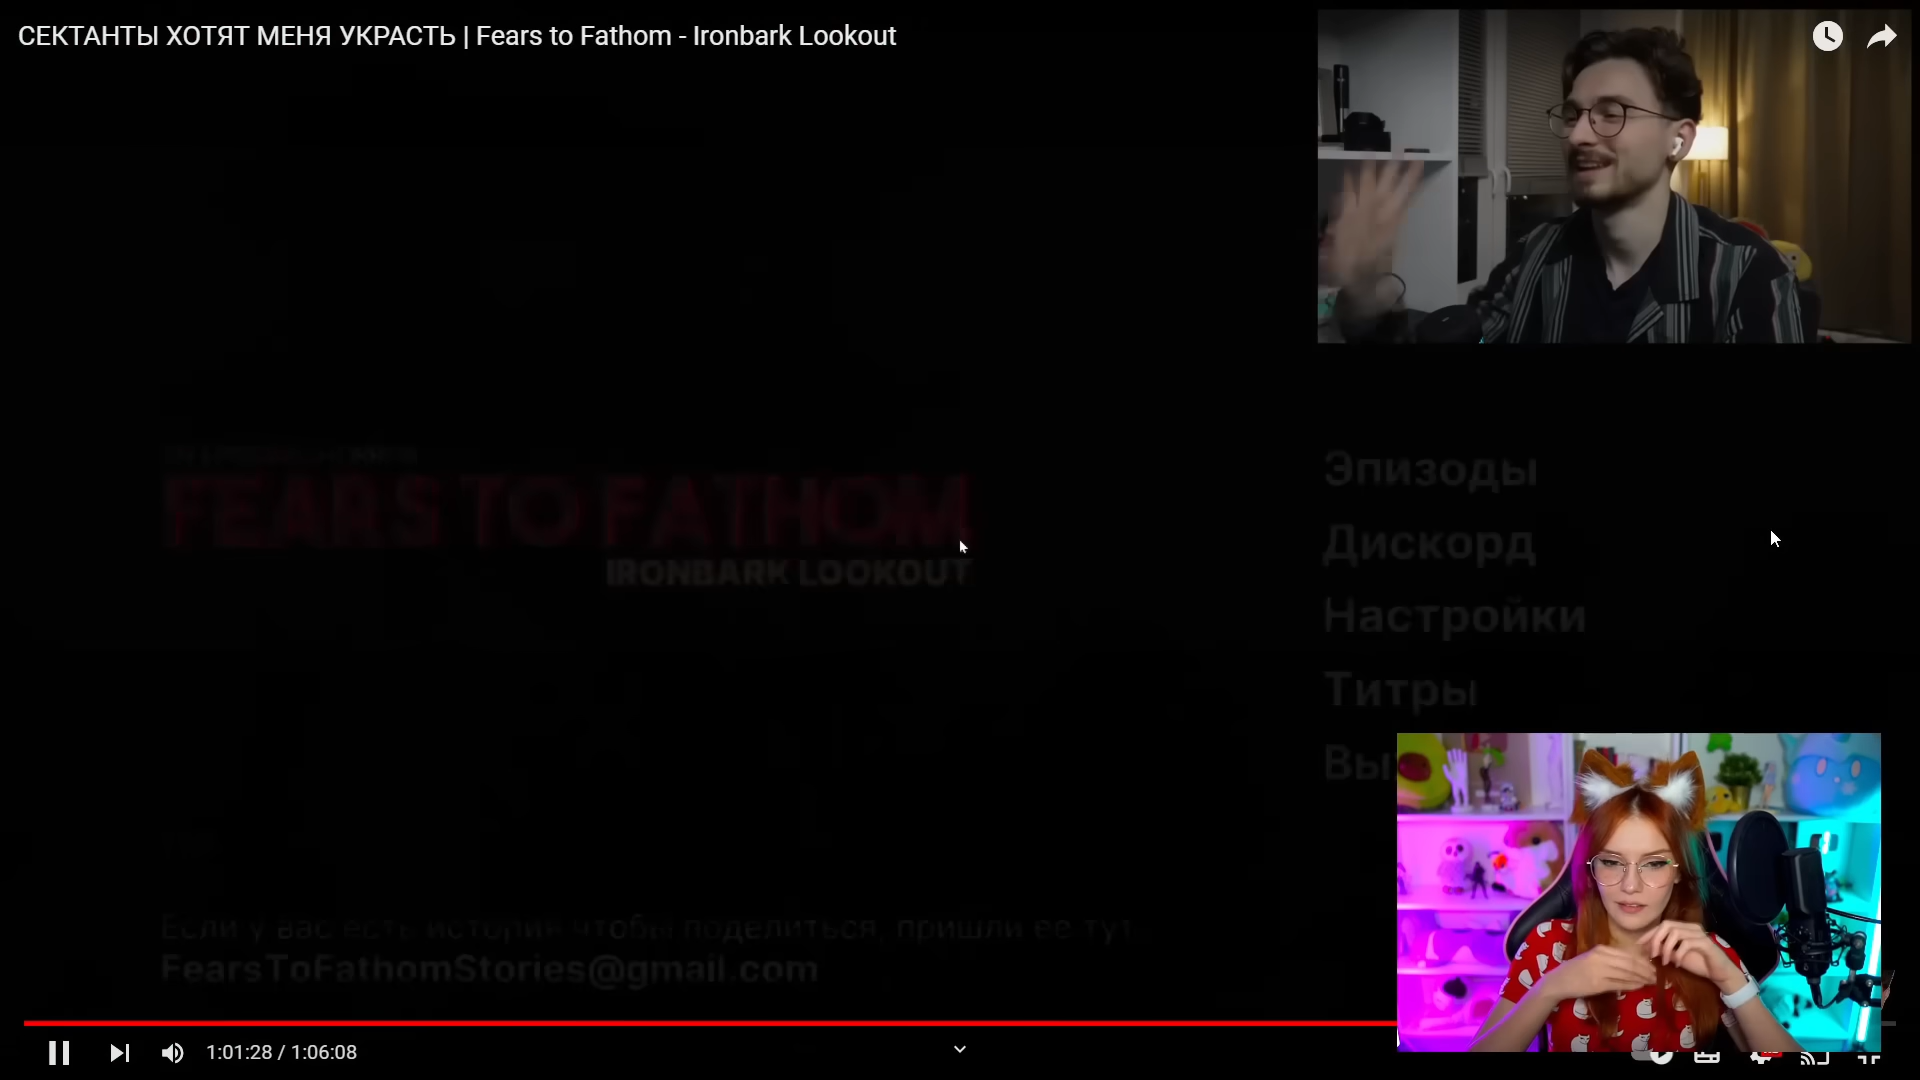 СЕКТАНТЫ ХОТЯТ МЕНЯ УКРАСТЬ | Fears to Fathom - Ironbark Lookout
FEARS TO FATHOM
IRONBARK LOOKOUT
Эпизоды
Дискорд
Настройки
Титры
Вы
Если у вас есть история чтобы поделиться, пришли ее тут
FearsToFathomStories@gmail.com
1:01:28 / 1:06:08